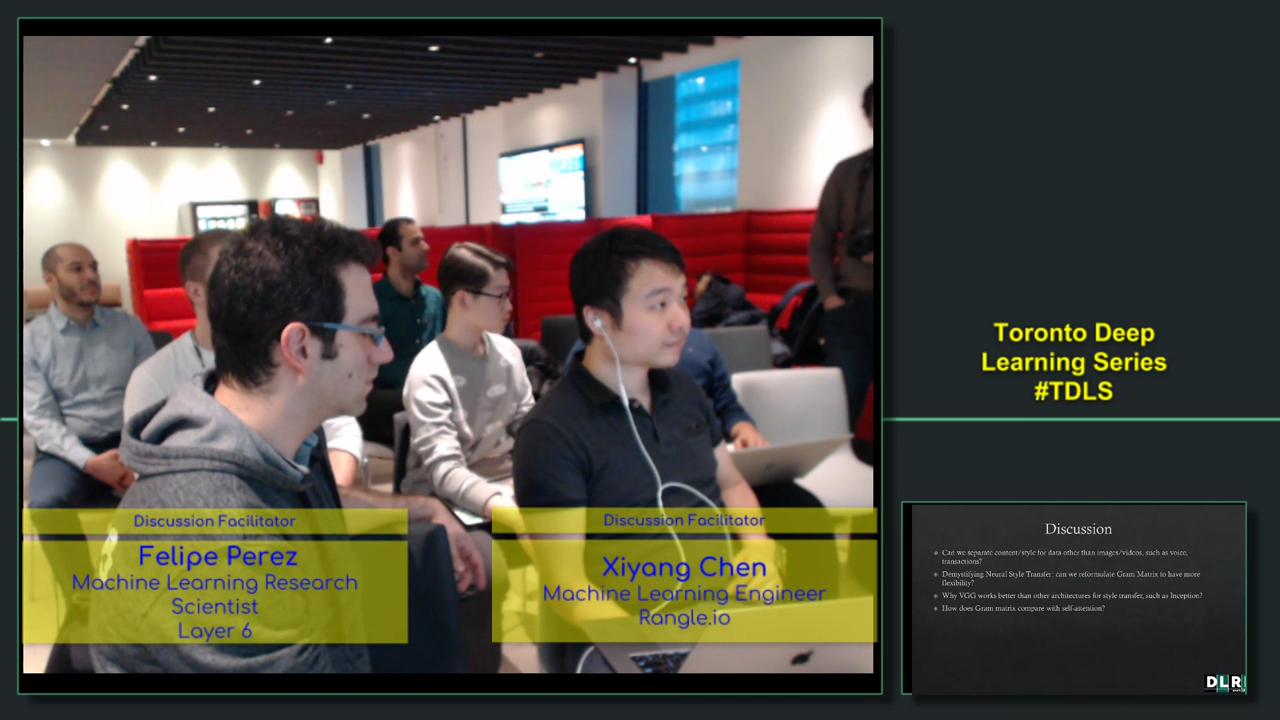 Discussion Facilitator
Felipe Perez
Machine Learning Research
Scientist
Layer 6
Discussion Facilitator
Xiyang Chen
Machine Learning Engineer
Rangle.io
Toronto Deep
Learning Series
#TDLS
Discussion
Can we separate content/style for data other than images/videos, such as voice,
transactions?
Demystifying Neural Style Transfer: can we reformulate Gram Matrix to have more
flexibility?
Why VGG works better than other architectures for style transfer, such as Inception?
How does Gram matrix compare with self-attention?
DLR